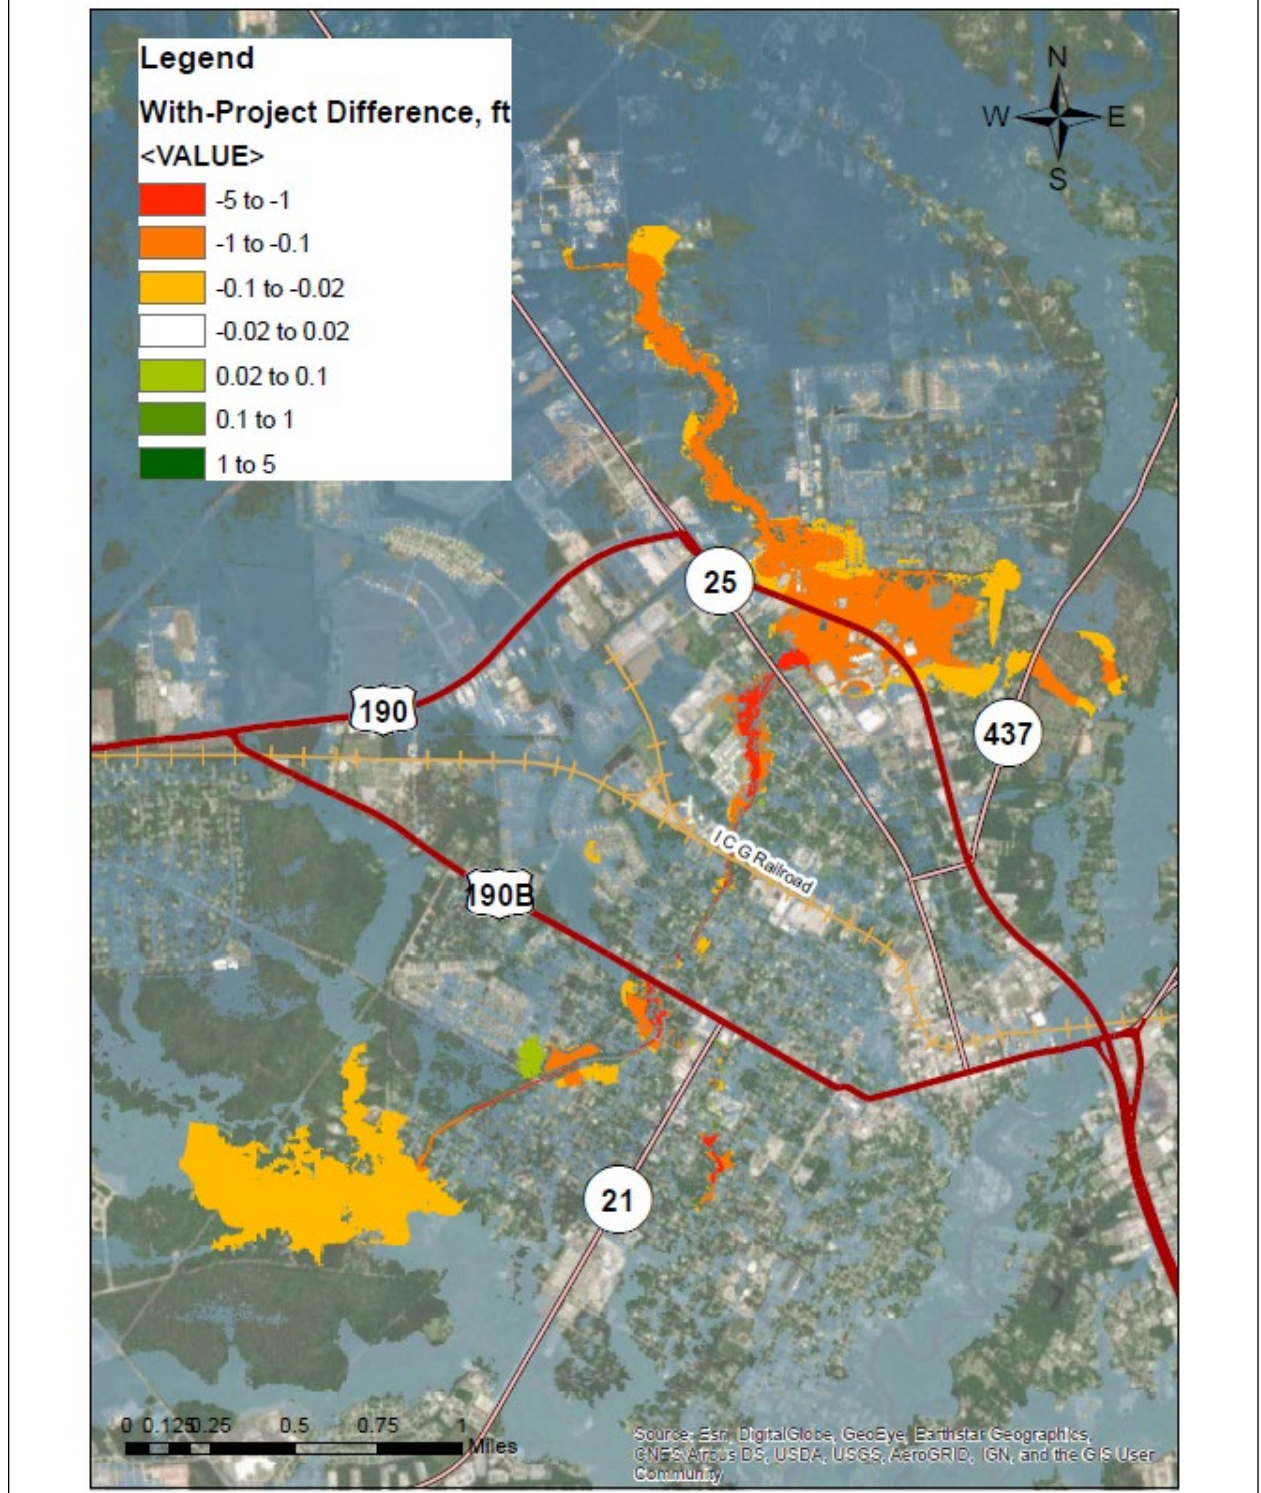 Legend
With-Project Difference, ft
<VALUE>
-5 to -1
-1 to -0.1
-0.1 to -0.02
-0.02 to 0.02
0.02 to 0.1
0.1 to 1
1 to 5
N
W E
S
25
190
437
I C G Railroad
190B
21
0 0.125 0.25 0.5 0.75 1
Miles
Source: Esri, DigitalGlobe, GeoEye, Earthstar Geographics,
CNES/Airbus DS, USDA, USGS, AeroGRID, IGN, and the GIS User
Community